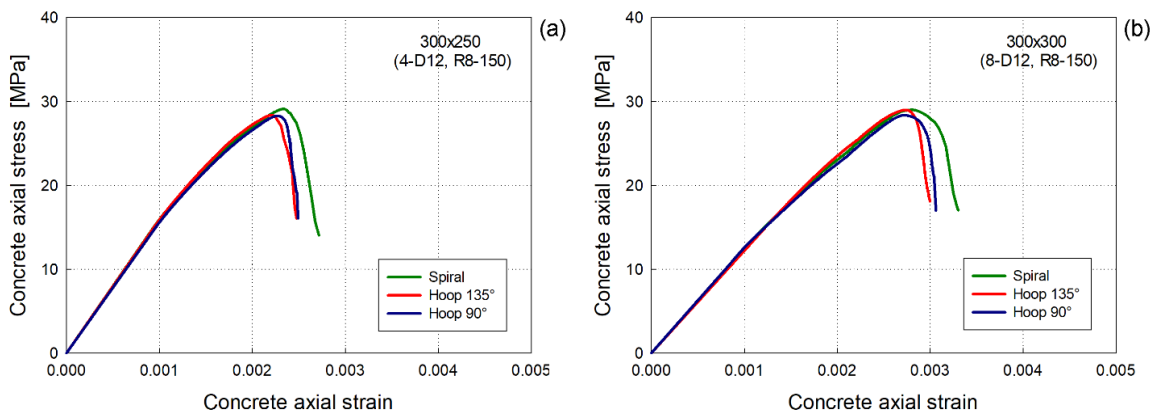 (a)
300x250
(4-D12, R8-150)
Concrete axial stress [MPa]
40
30
20
10
0
Spiral
Hoop 135°
Hoop 90°
0.000 0.001 0.002 0.003 0.004 0.005
Concrete axial strain
(b)
300x300
(8-D12, R8-150)
Concrete axial stress [MPa]
40
30
20
10
0
Spiral
Hoop 135°
Hoop 90°
0.000 0.001 0.002 0.003 0.004 0.005
Concrete axial strain